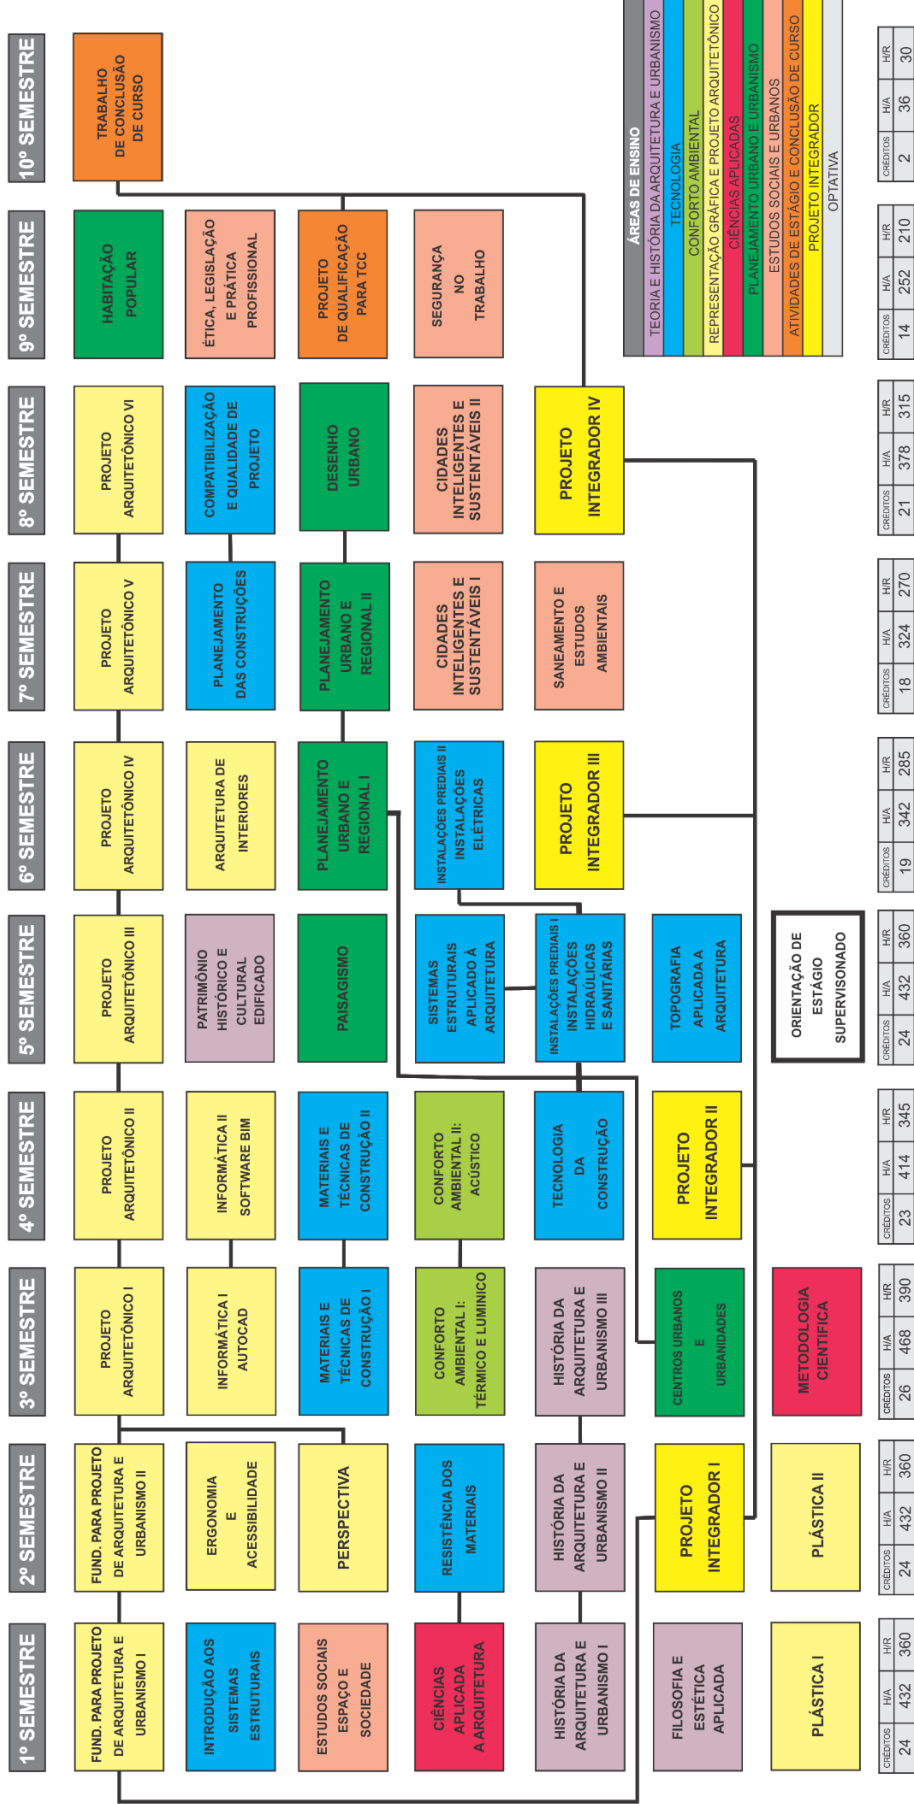 1º SEMESTRE
FUND. PARA PROJETO
DE ARQUITETURA E
URBANISMO I
INTRODUÇÃO AOS
SISTEMAS
ESTRUTURAIS
ESTUDOS SOCIAIS
ESPAÇO E
SOCIEDADE
CIÊNCIAS
APLICADA
A ARQUITETURA
HISTÓRIA DA
ARQUITETURA E
URBANISMO I
FILOSOFIA E
ESTÉTICA
APLICADA
PLÁSTICA I
CRÉDITOS H/A H/R
24 432 360
2º SEMESTRE
FUND. PARA PROJETO
DE ARQUITETURA E
URBANISMO II
ERGONOMIA
E
ACESSIBILIDADE
PERSPECTIVA
RESISTÊNCIA DOS
MATERIAIS
HISTÓRIA DA
ARQUITETURA E
URBANISMO II
PROJETO
INTEGRADOR I
PLÁSTICA II
CRÉDITOS H/A H/R
24 432 360
3º SEMESTRE
PROJETO
ARQUITETÔNICO I
INFORMÁTICA I
AUTOCAD
MATERIAIS E
TÉCNICAS DE
CONSTRUÇÃO I
CONFORTO
AMBIENTAL I:
TÉRMICO E LUMINICO
HISTÓRIA DA
ARQUITETURA E
URBANISMO III
CENTROS URBANOS
E
URBANIDADES
METODOLOGIA
CIENTIFICA
CRÉDITOS H/A H/R
26 468 390
4º SEMESTRE
PROJETO
ARQUITETÔNICO II
INFORMÁTICA II
SOFTWARE BIM
MATERIAIS E
TÉCNICAS DE
CONSTRUÇÃO II
CONFORTO
AMBIENTAL II:
ACÚSTICO
TECNOLOGIA
DA
CONSTRUÇÃO
PROJETO
INTEGRADOR II
CRÉDITOS H/A H/R
23 414 345
5º SEMESTRE
PROJETO
ARQUITETÔNICO III
PATRIMÔNIO
HISTÓRICO E
CULTURAL
EDIFICADO
PAISAGISMO
SISTEMAS
ESTRUTURAIS
APLICADO À
ARQUITETURA
INSTALAÇÕES PREDIAIS I
INSTALAÇÕES
HIDRAÚLICAS
E SANITÁRIAS
TOPOGRAFIA
APLICADA A
ARQUITETURA
ORIENTAÇÃO DE
ESTÁGIO
SUPERVISONADO
CRÉDITOS H/A H/R
24 432 360
6º SEMESTRE
PROJETO
ARQUITETÔNICO IV
ARQUITETURA DE
INTERIORES
PLANEJAMENTO
URBANO E
REGIONAL I
INSTALAÇÕES PREDIAIS II
INSTALAÇÕES
ELÉTRICAS
PROJETO
INTEGRADOR III
CRÉDITOS H/A H/R
19 342 285
7º SEMESTRE
PROJETO
ARQUITETÔNICO V
PLANEJAMENTO
DAS CONSTRUÇÕES
PLANEJAMENTO
URBANO E
REGIONAL II
CIDADES
INTELIGENTES E
SUSTENTÁVEIS I
SANEAMENTO E
ESTUDOS
AMBIENTAIS
CRÉDITOS H/A H/R
18 324 270
8º SEMESTRE
PROJETO
ARQUITETÔNICO VI
COMPATIBILIZAÇÃO
E QUALIDADE DE
PROJETO
DESENHO
URBANO
CIDADES
INTELIGENTES E
SUSTENTÁVEIS II
PROJETO
INTEGRADOR IV
CRÉDITOS H/A H/R
21 378 315
9º SEMESTRE
HABITAÇÃO
POPULAR
ÉTICA, LEGISLAÇÃO
E PRÁTICA
PROFISSIONAL
PROJETO
DE QUALIFICAÇÃO
PARA TCC
SEGURANÇA
NO
TRABALHO
CRÉDITOS H/A H/R
14 252 210
10º SEMESTRE
TRABALHO
DE CONCLUSÃO
DE CURSO
CRÉDITOS H/A H/R
2 36 30
ÁREAS DE ENSINO
TEORIA E HISTÓRIA DA ARQUITETURA E URBANISMO
TECNOLOGIA
CONFORTO AMBIENTAL
REPRESENTAÇÃO GRÁFICA E PROJETO ARQUITETÔNICO
CIÊNCIAS APLICADAS
PLANEJAMENTO URBANO E URBANISMO
ESTUDOS SOCIAIS E URBANOS
ATIVIDADES DE ESTÁGIO E CONCLUSÃO DE CURSO
PROJETO INTEGRADOR
OPTATIVA